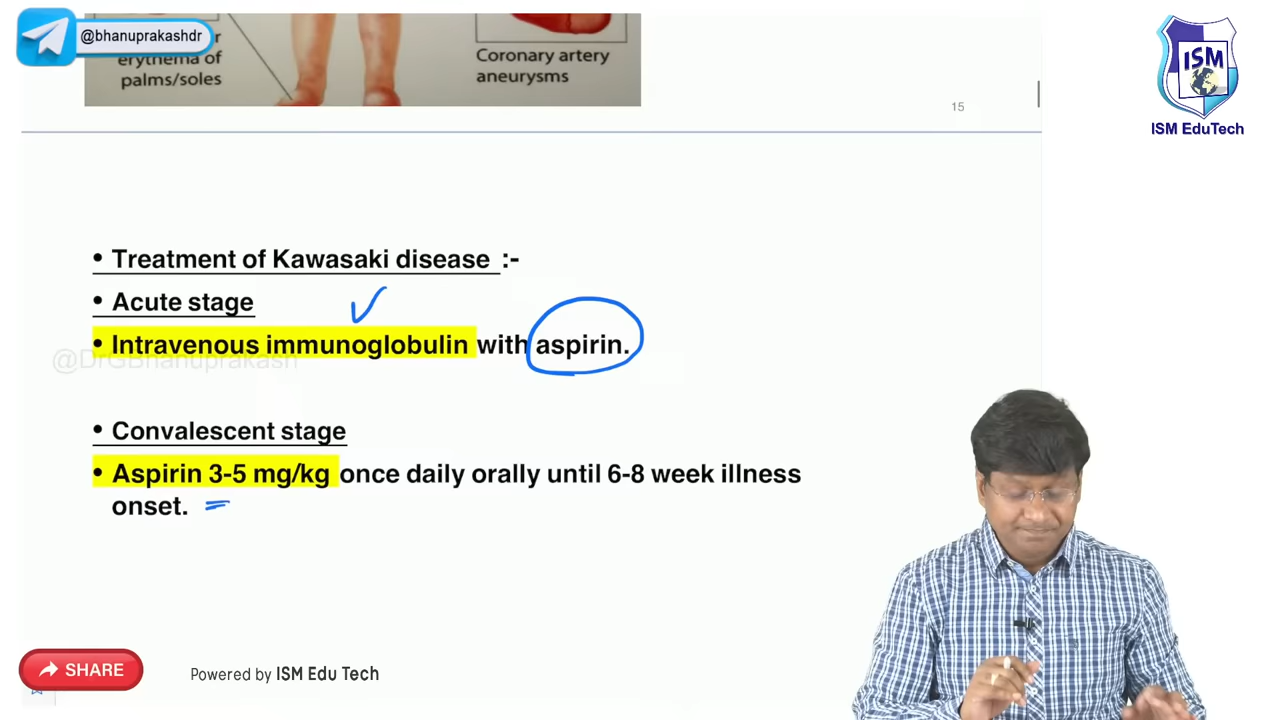 @bhanuprakashdr
erythema of
palms/soles
Coronary artery
aneurysms
15
ISM
ISM EduTech
• Treatment of Kawasaki disease :-
• Acute stage
• Intravenous immunoglobulin with aspirin.
@DrGBhanuprakash
• Convalescent stage
• Aspirin 3-5 mg/kg once daily orally until 6-8 week illness
onset.
SHARE
Powered by ISM Edu Tech